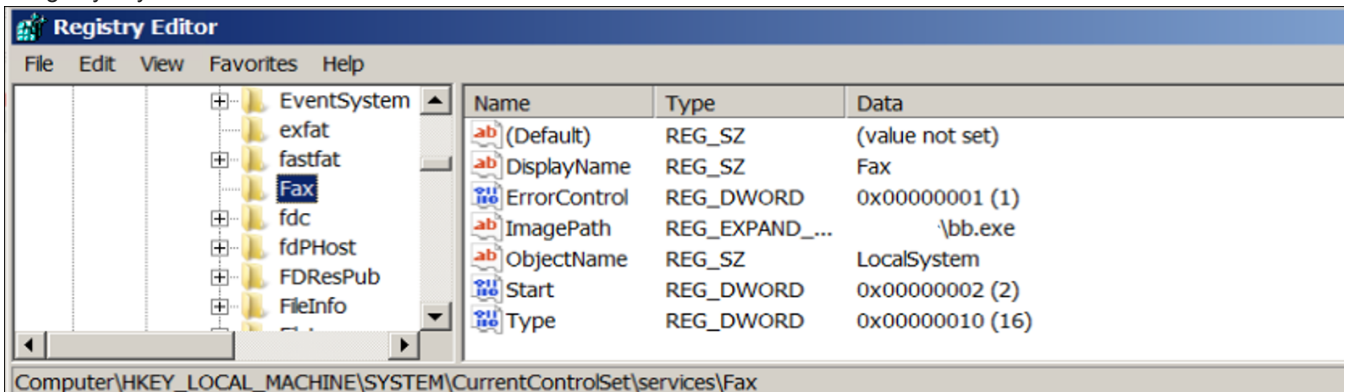 Registry Editor
File Edit View Favorites Help
EventSystem
exfat
fastfat
Fax
fdc
fdPHost
FDResPub
FileInfo
Name Type Data
(Default) REG_SZ (value not set)
DisplayName REG_SZ Fax
ErrorControl REG_DWORD 0x00000001 (1)
ImagePath REG_EXPAND_... \bb.exe
ObjectName REG_SZ LocalSystem
Start REG_DWORD 0x00000002 (2)
Type REG_DWORD 0x00000010 (16)
Computer\HKEY_LOCAL_MACHINE\SYSTEM\CurrentControlSet\services\Fax